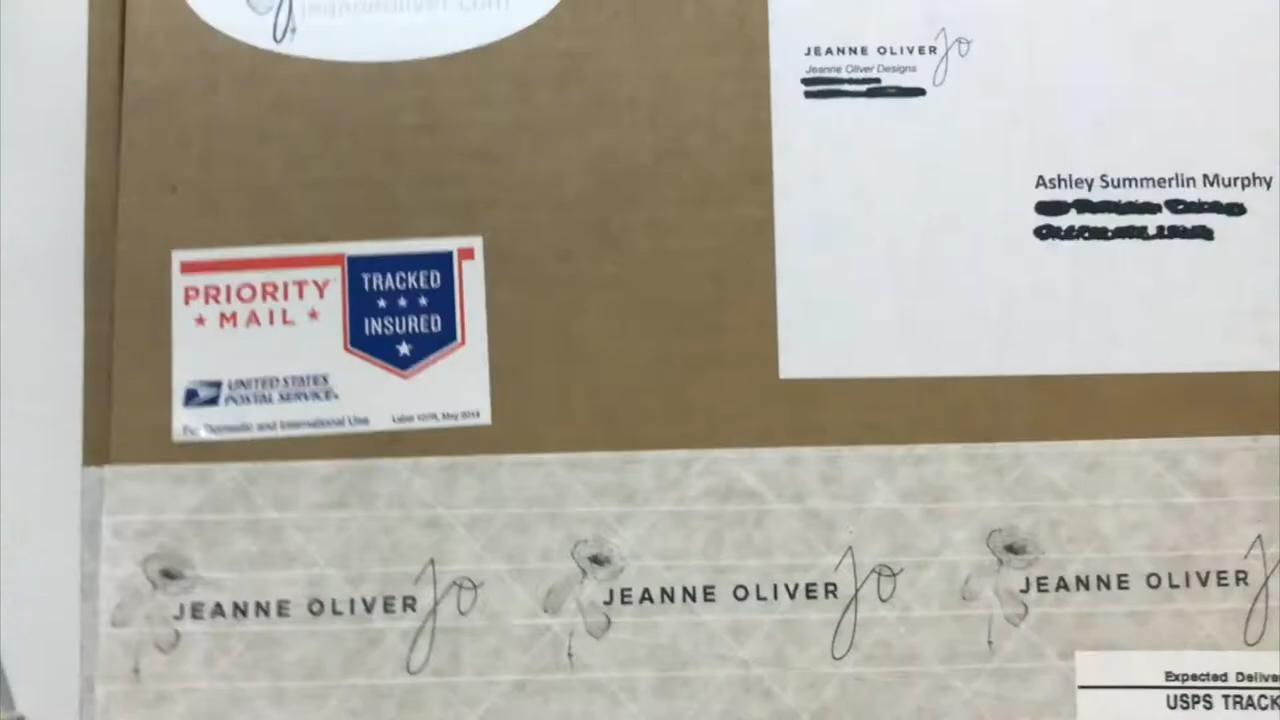 jeanneoliver.com
JEANNE OLIVER Jo
Jeanne Oliver Designs
Ashley Summerlin Murphy
PRIORITY
MAIL
TRACKED
INSURED
UNITED STATES
POSTAL SERVICE
For Domestic and International Use
Label 107R, May 2014
JEANNE OLIVER Jo
JEANNE OLIVER Jo
JEANNE OLIVER J
Expected Delive
USPS TRACK